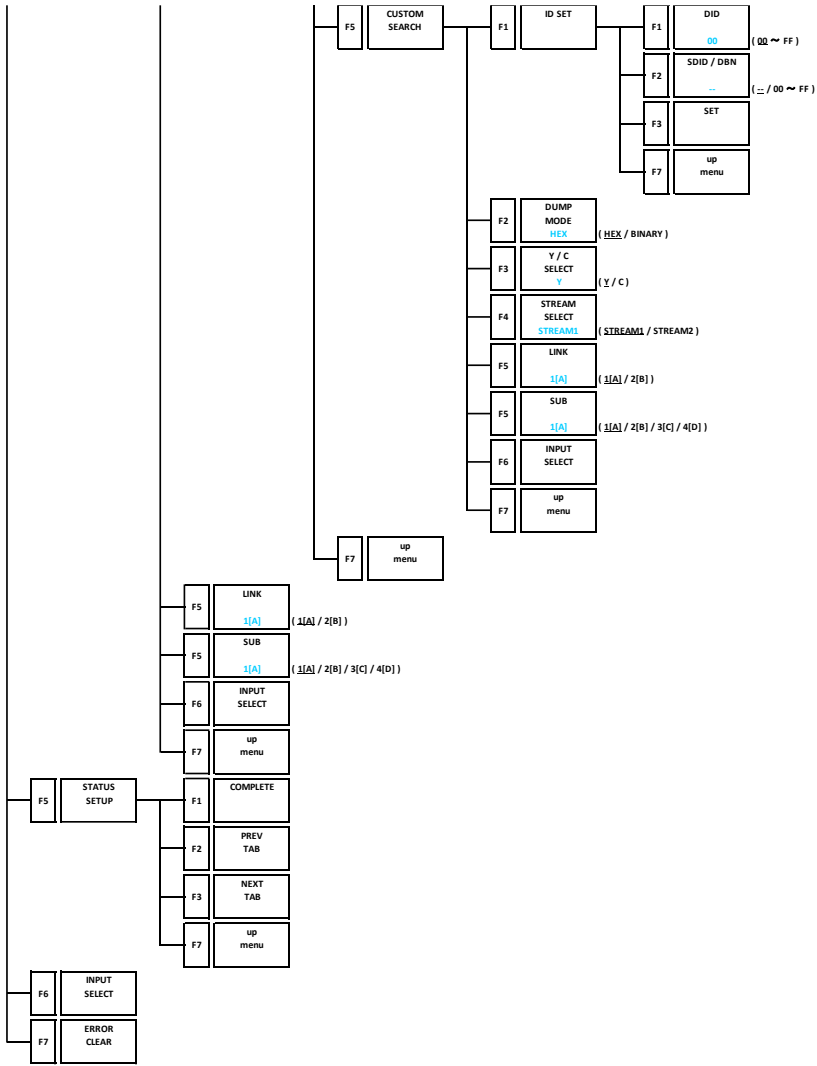 F5
CUSTOM
SEARCH
F1
ID SET
F1
DID
00
( 00 ~ FF )
F2
SDID / DBN
--
( -- / 00 ~ FF )
F3
SET
F7
up
menu
F2
DUMP
MODE
HEX
( HEX / BINARY )
F3
Y / C
SELECT
Y
( Y / C )
F4
STREAM
SELECT
STREAM1
( STREAM1 / STREAM2 )
F5
LINK
1[A]
( 1[A] / 2[B] )
F5
SUB
1[A]
( 1[A] / 2[B] / 3[C] / 4[D] )
F6
INPUT
SELECT
F7
up
menu
F7
up
menu
F5
LINK
1[A]
( 1[A] / 2[B] )
F5
SUB
1[A]
( 1[A] / 2[B] / 3[C] / 4[D] )
F6
INPUT
SELECT
F7
up
menu
F5
STATUS
SETUP
F1
COMPLETE
F2
PREV
TAB
F3
NEXT
TAB
F7
up
menu
F6
INPUT
SELECT
F7
ERROR
CLEAR